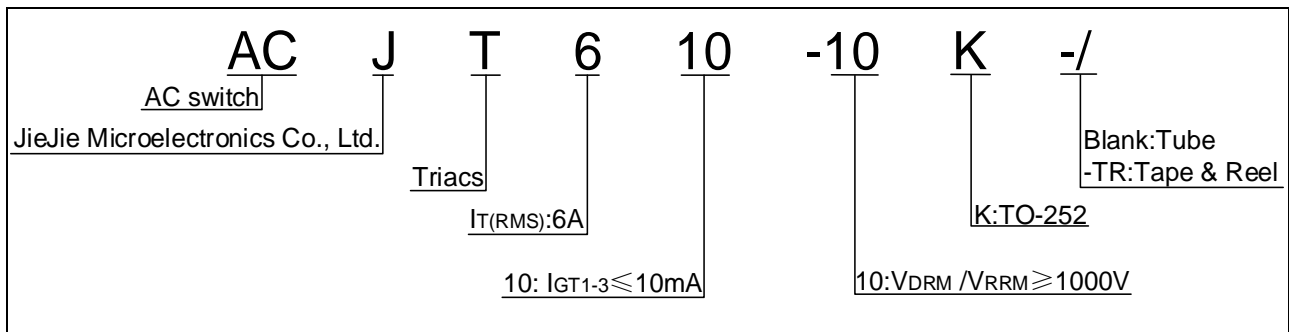 AC J T 6 10 -10 K -/
AC switch
JieJie Microelectronics Co., Ltd.
Blank:Tube
Triacs
-TR:Tape & Reel
IT(RMS):6A
K:TO-252
10: IGT1-3≤10mA
10:VDRM /VRRM≥1000V